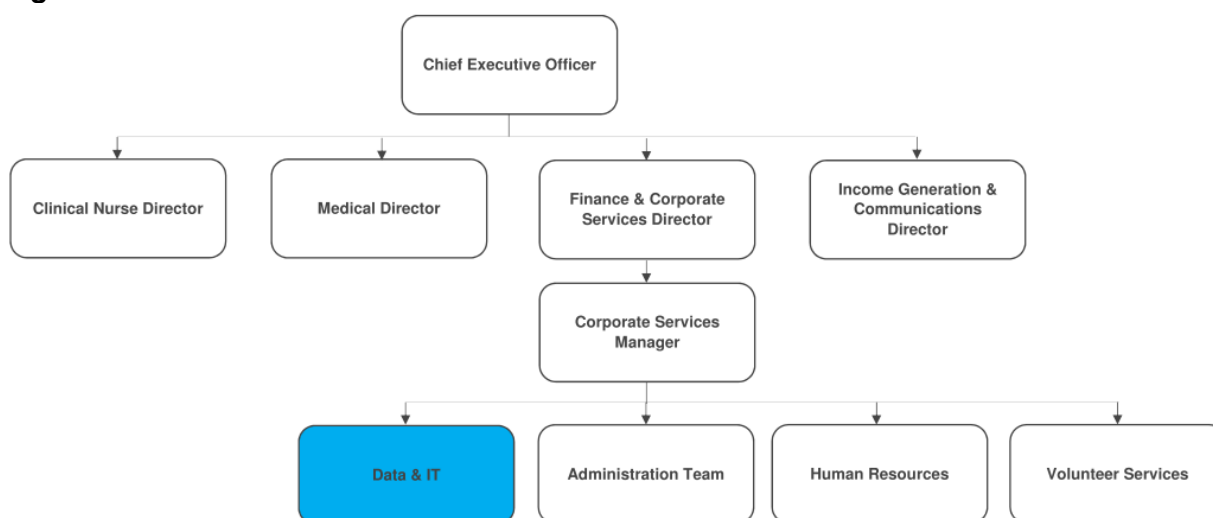 Chief Executive Officer
Clinical Nurse Director
Medical Director
Finance & Corporate
Services Director
Income Generation &
Communications
Director
Corporate Services
Manager
Data & IT
Administration Team
Human Resources
Volunteer Services